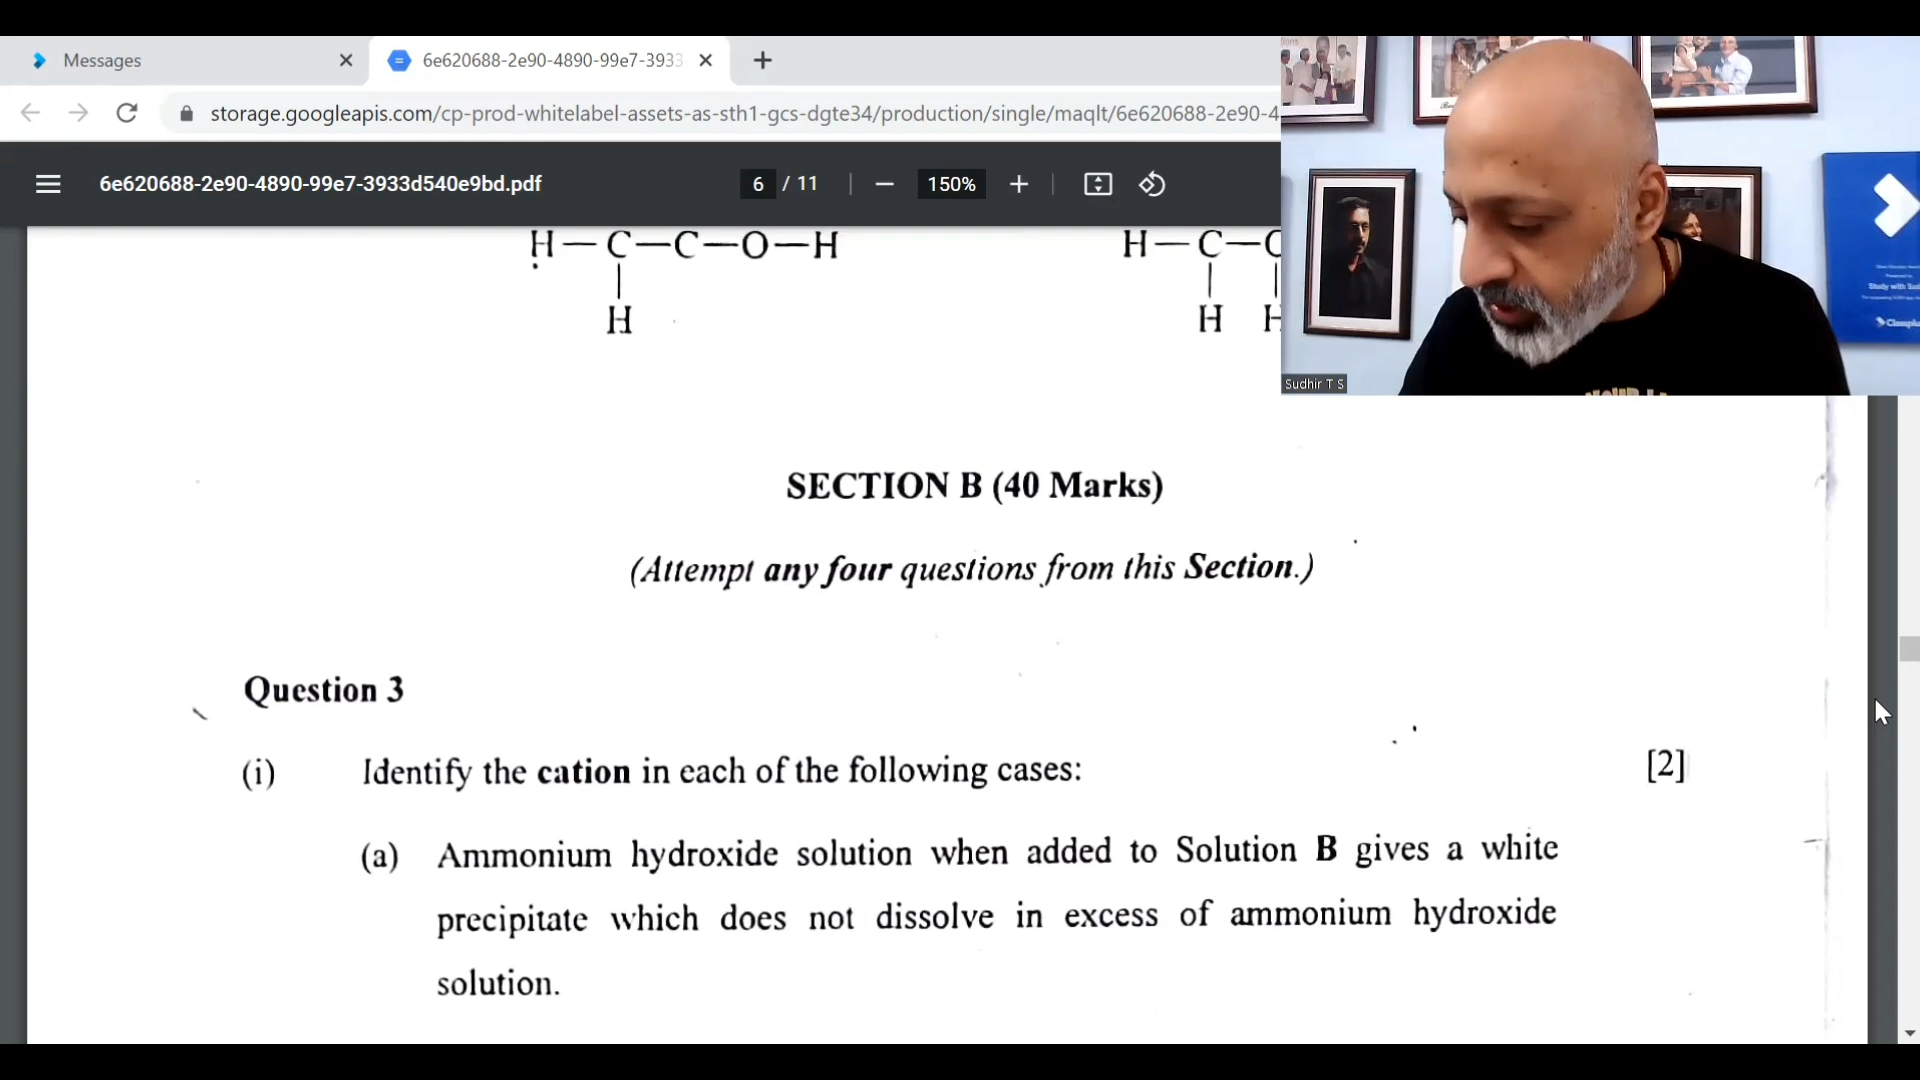 Messages
6e620688-2e90-4890-99e7-3933
storage.googleapis.com/cp-prod-whitelabel-assets-as-sth1-gcs-dgte34/production/single/maqlt/6e620688-2e90-4
6e620688-2e90-4890-99e7-3933d540e9bd.pdf
6 / 11
150%
H—C—C—O—H
H—C—C
H
H H
Sudhir T S
SECTION B (40 Marks)
(Attempt any four questions from this Section.)
Question 3
(i) Identify the cation in each of the following cases: [2]
(a) Ammonium hydroxide solution when added to Solution B gives a white
precipitate which does not dissolve in excess of ammonium hydroxide
solution.